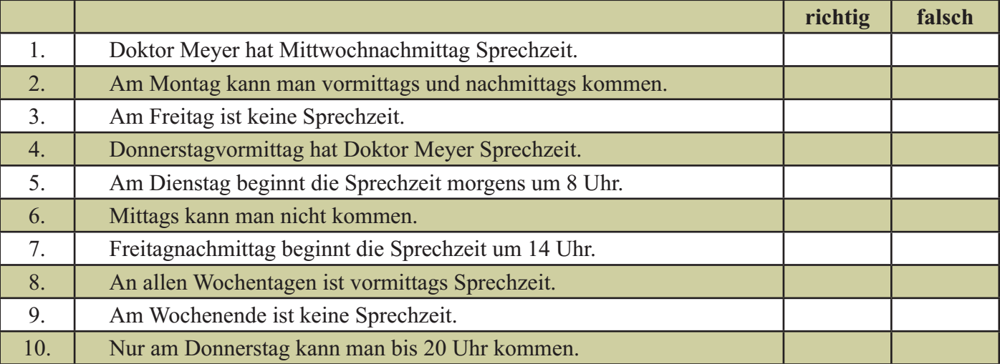 richtig falsch
1. Doktor Meyer hat Mittwochnachmittag Sprechzeit.
2. Am Montag kann man vormittags und nachmittags kommen.
3. Am Freitag ist keine Sprechzeit.
4. Donnerstagvormittag hat Doktor Meyer Sprechzeit.
5. Am Dienstag beginnt die Sprechzeit morgens um 8 Uhr.
6. Mittags kann man nicht kommen.
7. Freitagnachmittag beginnt die Sprechzeit um 14 Uhr.
8. An allen Wochentagen ist vormittags Sprechzeit.
9. Am Wochenende ist keine Sprechzeit.
10. Nur am Donnerstag kann man bis 20 Uhr kommen.